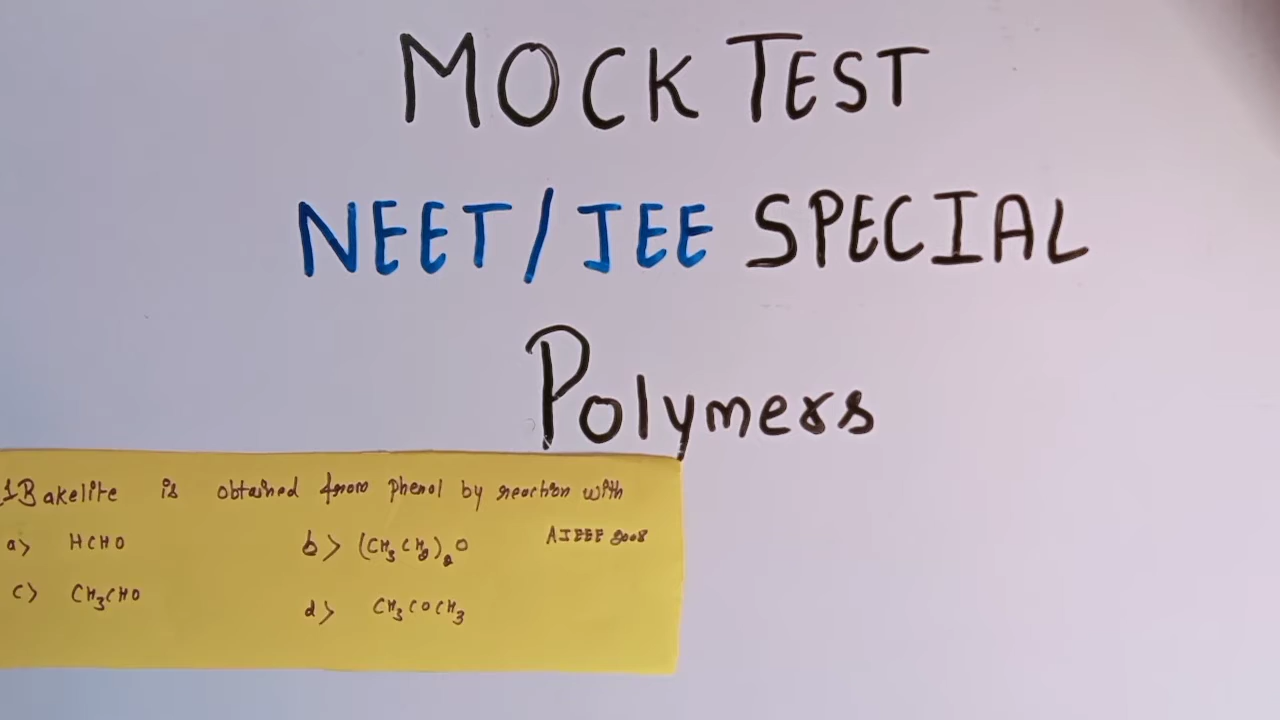 MOCK TEST
NEET/JEE SPECIAL
Polymers
1 Bakelite is obtained from phenol by reaction with
AIEEE 2008
a> HCHO b> (CH3CH2)2O
c> CH3CHO d> CH3COCH3